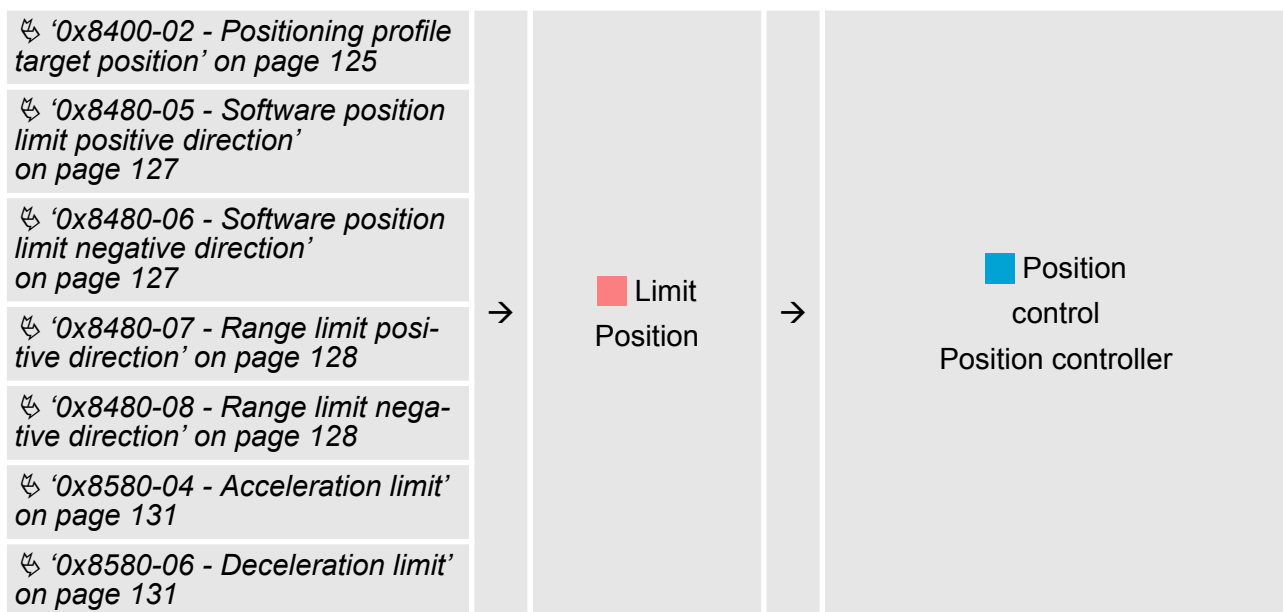 ↳ ‘0x8400-02 - Positioning profile
target position’ on page 125
↳ ‘0x8480-05 - Software position
limit positive direction’
on page 127
↳ ‘0x8480-06 - Software position
limit negative direction’
on page 127
↳ ‘0x8480-07 - Range limit posi-
tive direction’ on page 128
↳ ‘0x8480-08 - Range limit nega-
tive direction’ on page 128
↳ ‘0x8580-04 - Acceleration limit’
on page 131
↳ ‘0x8580-06 - Deceleration limit’
on page 131
→
Limit
Position
→
Position
control
Position controller